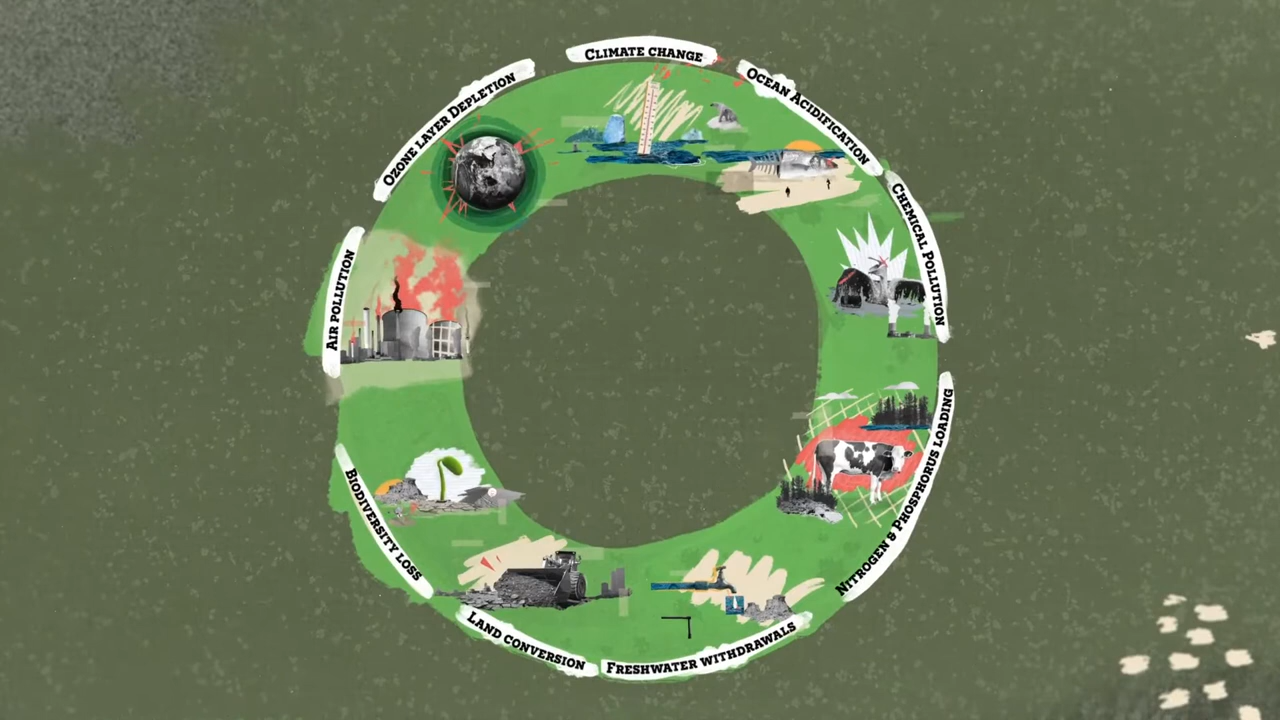 Climate change
Ocean Acidification
Chemical Pollution
Nitrogen & Phosphorus loading
Freshwater withdrawals
Land conversion
Biodiversity loss
Air pollution
Ozone layer Depletion